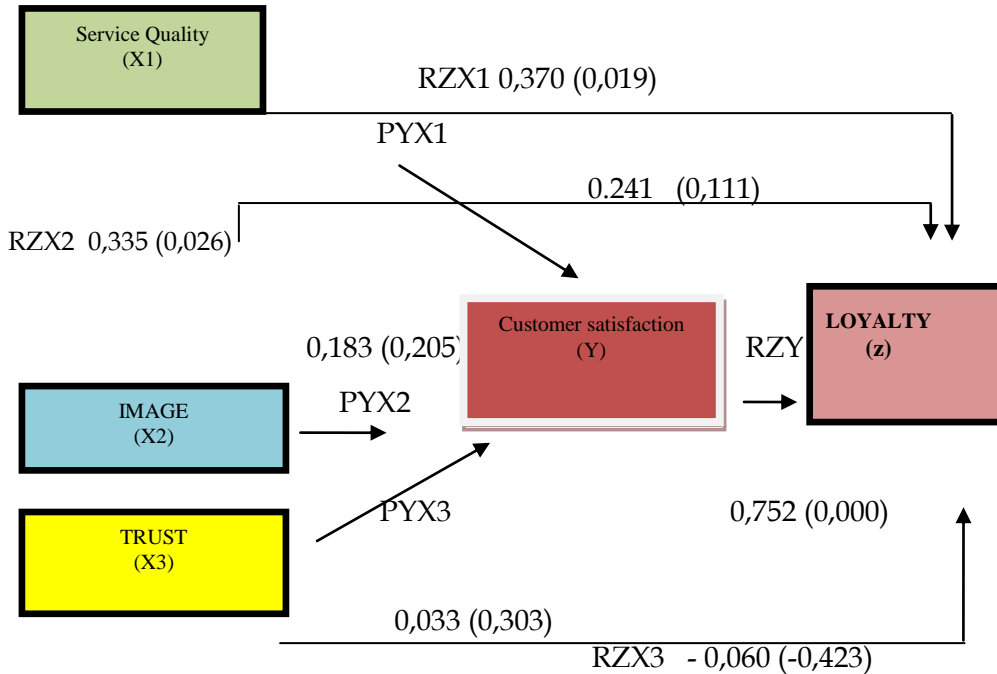 Service Quality
(X1)
RZX1 0,370 (0,019)
PYX1
0.241 (0,111)
RZX2 0,335 (0,026)
Customer satisfaction
(Y)
LOYALTY
(z)
0,183 (0,205)
RZY
PYX2
IMAGE
(X2)
PYX3
0,752 (0,000)
TRUST
(X3)
0,033 (0,303)
RZX3 - 0,060 (-0,423)